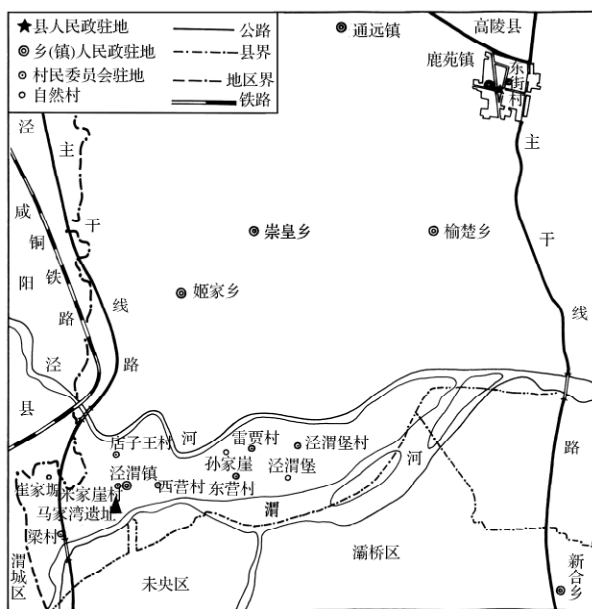 ★县人民政驻地
◎乡(镇)人民政驻地
⊙村民委员会驻地
○自然村
公路
县界
地区界
铁路
通远镇
高陵县
鹿苑镇
东街村
泾阳县
咸铜铁路
主干线路
主干线路
崇皇乡
榆楚乡
姬家乡
泾河
店子王村
雷贾村
泾渭堡村
孙家崖
泾渭堡
崔家堠
米家崖村
泾渭镇
西营村
东营村
马家湾遗址
梁村
渭河
渭城区
未央区
灞桥区
新合乡